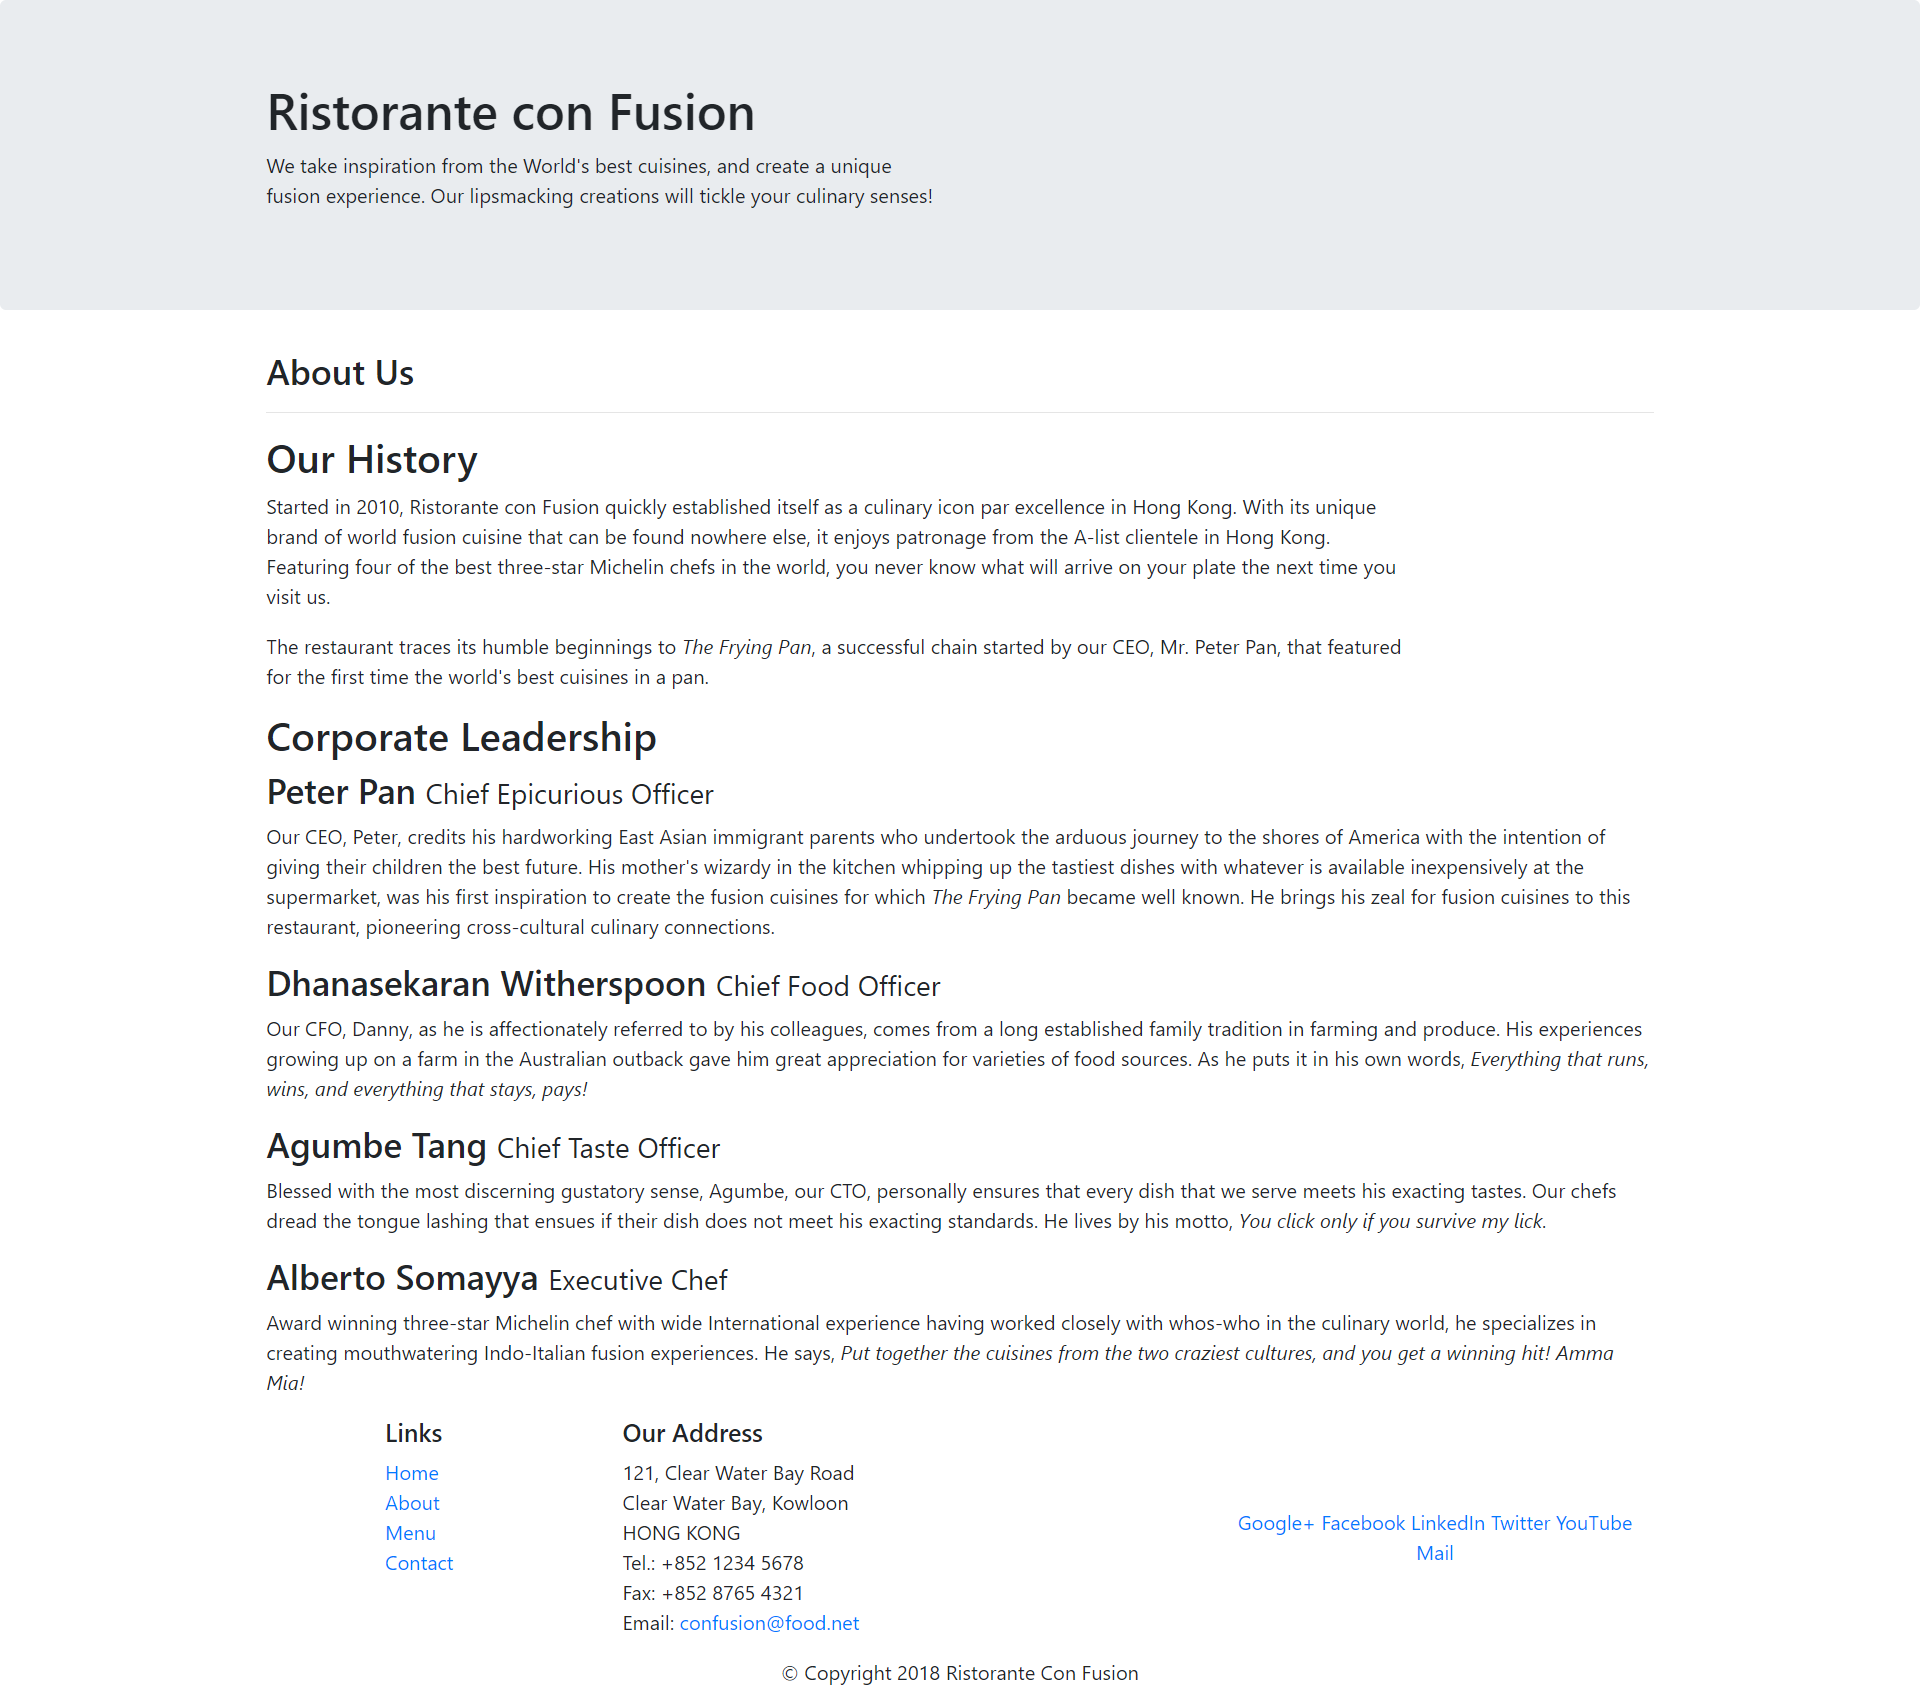 Ristorante con Fusion
We take inspiration from the World's best cuisines, and create a unique
fusion experience. Our lipsmacking creations will tickle your culinary senses!
About Us
Our History
Started in 2010, Ristorante con Fusion quickly established itself as a culinary icon par excellence in Hong Kong. With its unique
brand of world fusion cuisine that can be found nowhere else, it enjoys patronage from the A-list clientele in Hong Kong.
Featuring four of the best three-star Michelin chefs in the world, you never know what will arrive on your plate the next time you
visit us.
The restaurant traces its humble beginnings to The Frying Pan, a successful chain started by our CEO, Mr. Peter Pan, that featured
for the first time the world's best cuisines in a pan.
Corporate Leadership
Peter Pan Chief Epicurious Officer
Our CEO, Peter, credits his hardworking East Asian immigrant parents who undertook the arduous journey to the shores of America with the intention of
giving their children the best future. His mother's wizardy in the kitchen whipping up the tastiest dishes with whatever is available inexpensively at the
supermarket, was his first inspiration to create the fusion cuisines for which The Frying Pan became well known. He brings his zeal for fusion cuisines to this
restaurant, pioneering cross-cultural culinary connections.
Dhanasekaran Witherspoon Chief Food Officer
Our CFO, Danny, as he is affectionately referred to by his colleagues, comes from a long established family tradition in farming and produce. His experiences
growing up on a farm in the Australian outback gave him great appreciation for varieties of food sources. As he puts it in his own words, Everything that runs,
wins, and everything that stays, pays!
Agumbe Tang Chief Taste Officer
Blessed with the most discerning gustatory sense, Agumbe, our CTO, personally ensures that every dish that we serve meets his exacting tastes. Our chefs
dread the tongue lashing that ensues if their dish does not meet his exacting standards. He lives by his motto, You click only if you survive my lick.
Alberto Somayya Executive Chef
Award winning three-star Michelin chef with wide International experience having worked closely with whos-who in the culinary world, he specializes in
creating mouthwatering Indo-Italian fusion experiences. He says, Put together the cuisines from the two craziest cultures, and you get a winning hit! Amma
Mia!
Links
Home
About
Menu
Contact
Our Address
121, Clear Water Bay Road
Clear Water Bay, Kowloon
HONG KONG
Tel.: +852 1234 5678
Fax: +852 8765 4321
Email: confusion@food.net
Google+ Facebook LinkedIn Twitter YouTube
Mail
© Copyright 2018 Ristorante Con Fusion